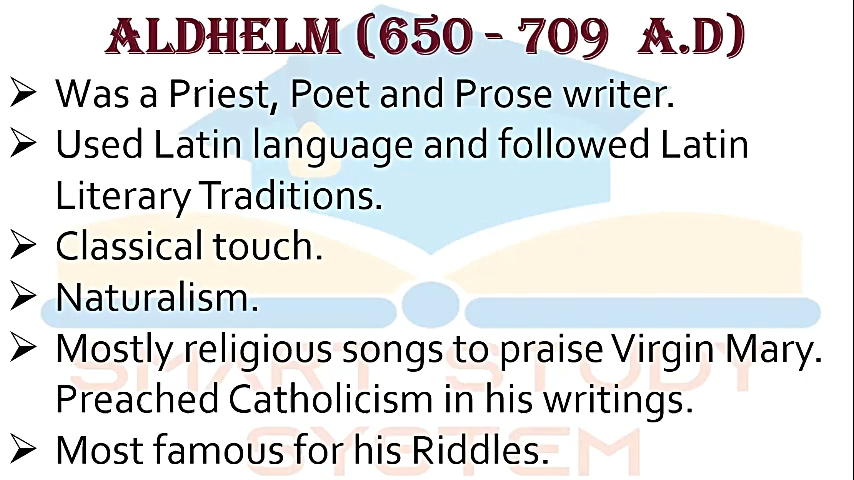 ALDHELM (650 - 709 A.D)
➢ Was a Priest, Poet and Prose writer.
➢ Used Latin language and followed Latin
Literary Traditions.
➢ Classical touch.
➢ Naturalism.
➢ Mostly religious songs to praise Virgin Mary.
Preached Catholicism in his writings.
➢ Most famous for his Riddles.
SMART STUDY
SYSTEM